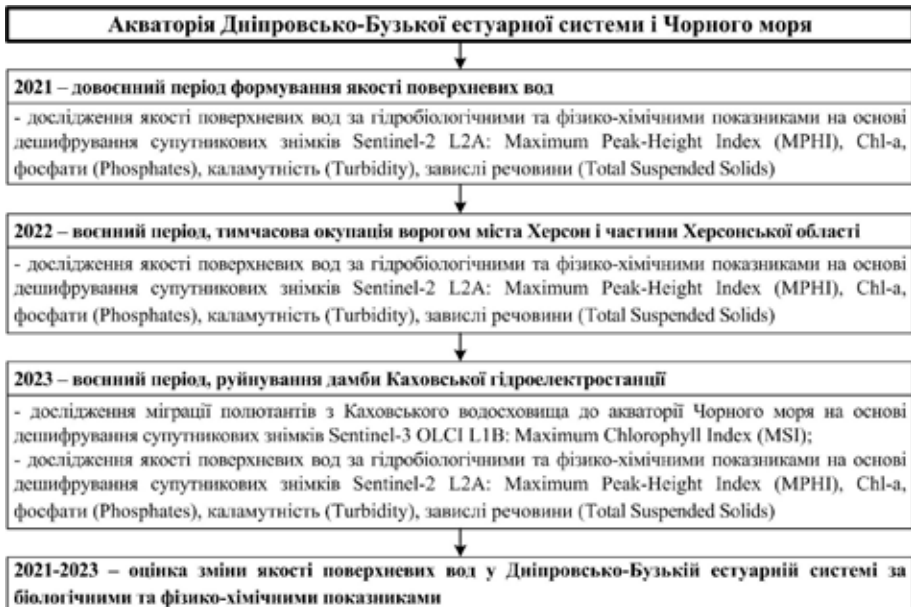 Акваторія Дніпровсько-Бузької естуарної системи і Чорного моря
2021 – довоєнний період формування якості поверхневих вод
- дослідження якості поверхневих вод за гідробіологічними та фізико-хімічними показниками на основі
дешифрування супутникових знімків Sentinel-2 L2A: Maximum Peak-Height Index (MPHI), Chl-a,
фосфати (Phosphates), каламутність (Turbidity), завислі речовини (Total Suspended Solids)
2022 – воєнний період, тимчасова окупація ворогом міста Херсон і частини Херсонської області
- дослідження якості поверхневих вод за гідробіологічними та фізико-хімічними показниками на основі
дешифрування супутникових знімків Sentinel-2 L2A: Maximum Peak-Height Index (MPHI), Chl-a,
фосфати (Phosphates), каламутність (Turbidity), завислі речовини (Total Suspended Solids)
2023 – воєнний період, руйнування дамби Каховської гідроелектростанції
- дослідження міграції полютантів з Каховського водосховища до акваторії Чорного моря на основі
дешифрування супутникових знімків Sentinel-3 OLCI L1B: Maximum Chlorophyll Index (MSI);
- дослідження якості поверхневих вод за гідробіологічними та фізико-хімічними показниками на основі
дешифрування супутникових знімків Sentinel-2 L2A: Maximum Peak-Height Index (MPHI), Chl-a,
фосфати (Phosphates), каламутність (Turbidity), завислі речовини (Total Suspended Solids)
2021-2023 – оцінка зміни якості поверхневих вод у Дніпровсько-Бузькій естуарній системі за
біологічними та фізико-хімічними показниками